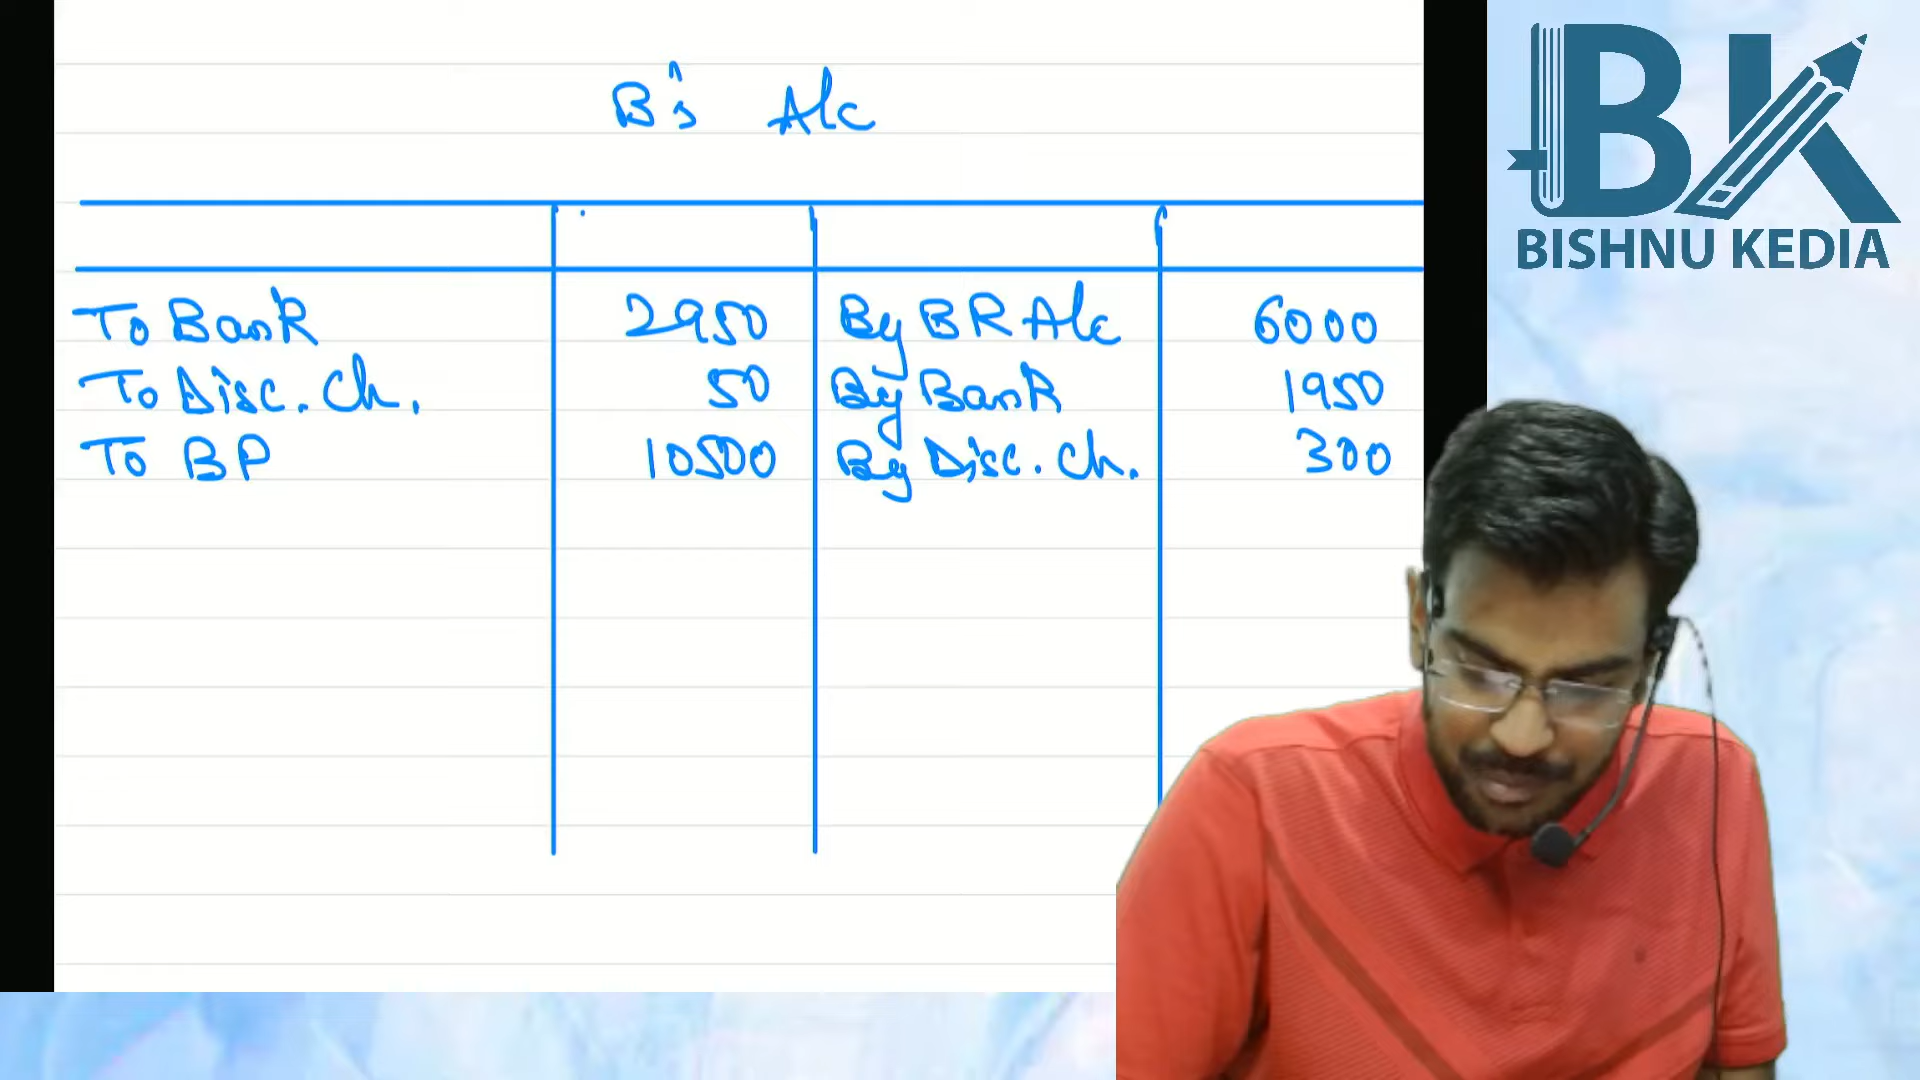 B's A/c
To Bank 2950 By BR A/c 6000
To Disc. Ch. 50 By Bank 1950
To BP 10500 By Disc. Ch. 300
BK
BISHNU KEDIA